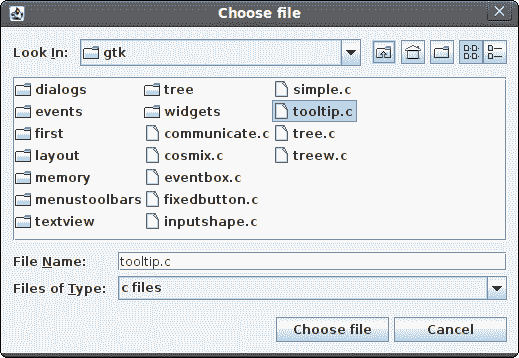 Choose file
Look In: gtk
dialogs tree simple.c
events widgets tooltip.c
first communicate.c tree.c
layout cosmix.c treew.c
memory eventbox.c
menustoolbars fixedbutton.c
textview inputshape.c
File Name: tooltip.c
Files of Type: c files
Choose file Cancel